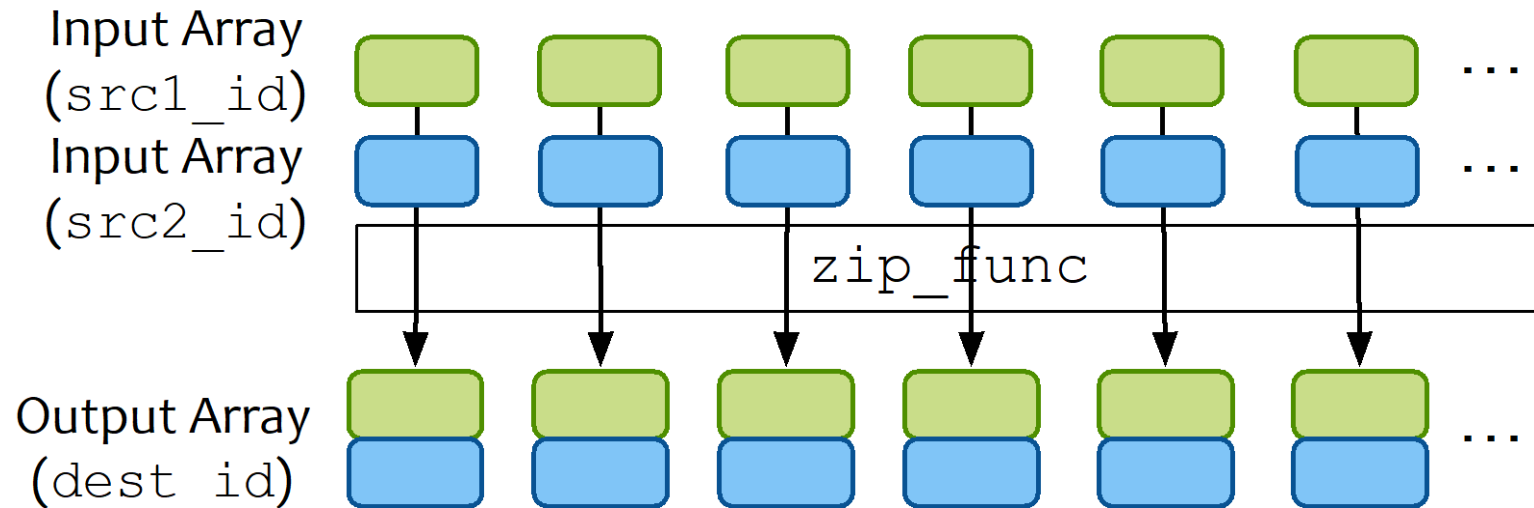 Input Array
(src1_id)
...
Input Array
(src2_id)
...
zip_func
Output Array
(dest id)
...